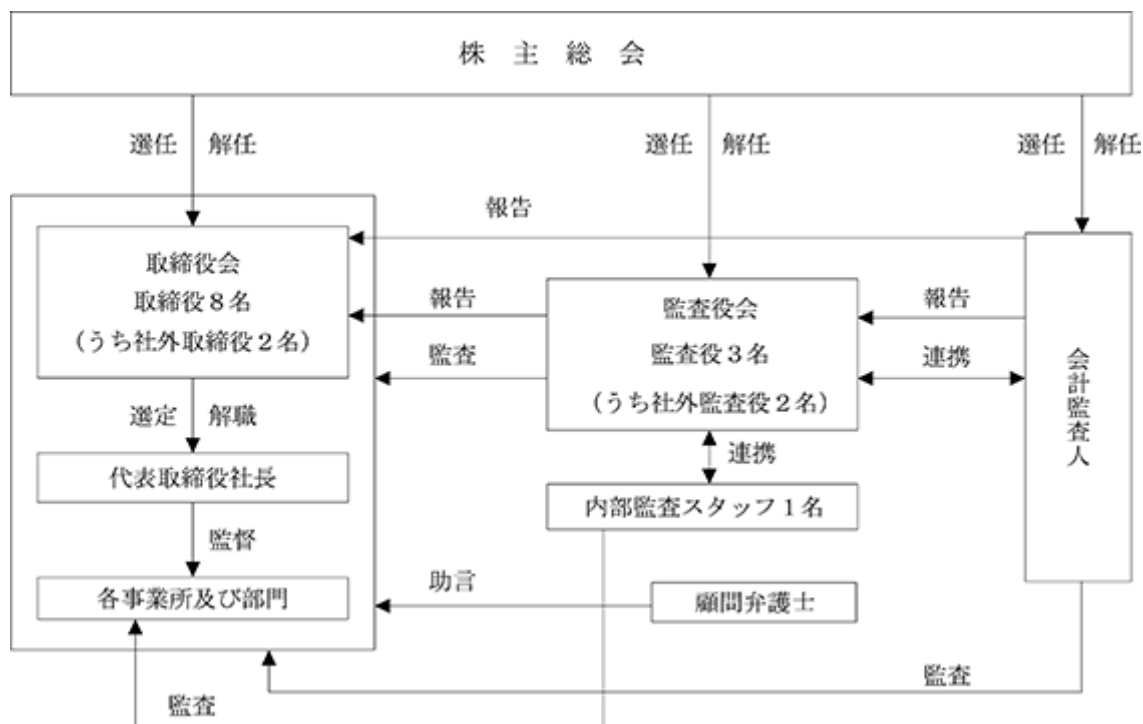 株主総会
選任 解任
選任 解任
選任 解任
報告
取締役会
取締役８名
（うち社外取締役２名）
報告
監査
監査役会
監査役３名
（うち社外監査役２名）
報告
連携
会計監査人
選定 解職
連携
代表取締役社長
内部監査スタッフ１名
監督
助言
各事業所及び部門
顧問弁護士
監査
監査